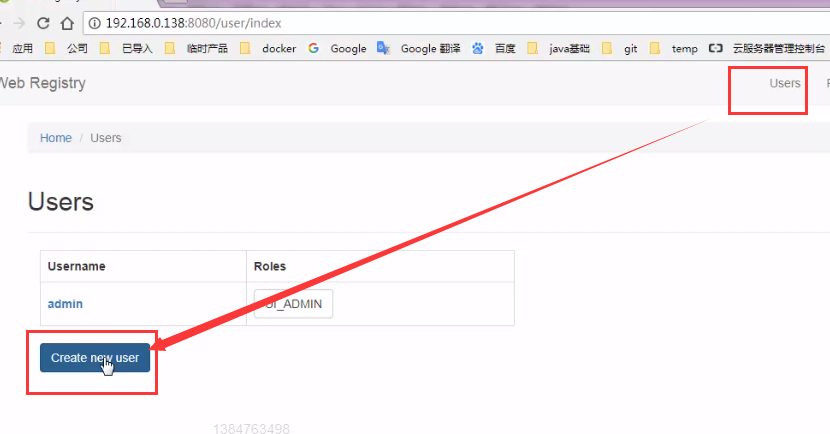 192.168.0.138:8080/user/index
应用 公司 已导入 临时产品 docker Google Google 翻译 百度 java基础 git temp 云服务器管理控制台
Web Registry Users
Home / Users
Users
Username Roles
admin UI_ADMIN
Create new user
1384763498